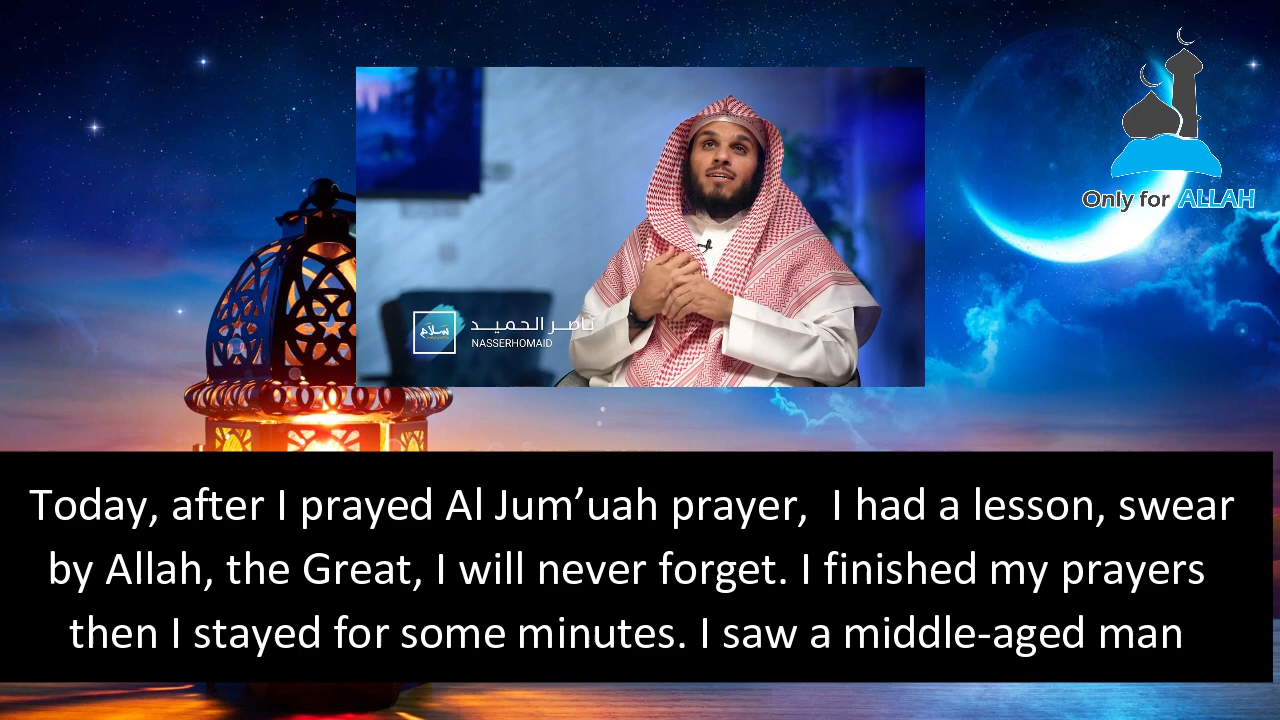 Only for ALLAH
سلام
ناصر الحميد
NASSERHOMAID
Today, after I prayed Al Jum’uah prayer,  I had a lesson, swear
by Allah, the Great, I will never forget. I finished my prayers
then I stayed for some minutes. I saw a middle-aged man